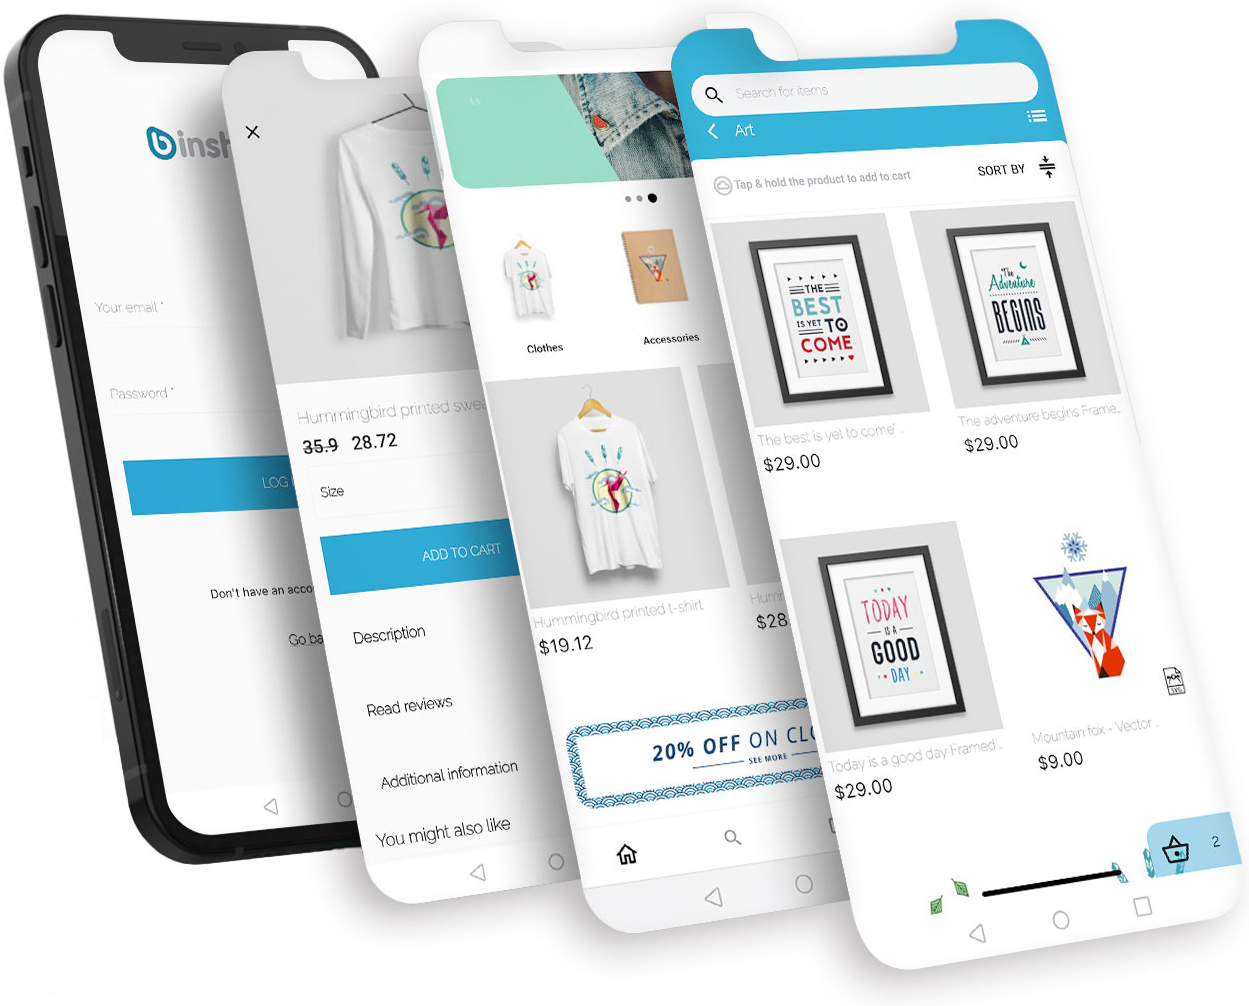 binsh
Your email *
Password *
LOG
Don't have an acco
Go ba
Hummingbird printed swea
35.9 28.72
Size
ADD TO CART
Description
Read reviews
Additional information
You might also like
Clothes
Accessories
Hummingbird printed t-shirt
$19.12
Humr
$28.
20% OFF ON CLO
SEE MORE
Search for items
Art
Tap & hold the product to add to cart
SORT BY
THE
BEST
IS YET TO
COME
The best is yet to come' ..
$29.00
"The
Adventure
BEGINS
The adventure begins Frame..
$29.00
TODAY
IS A
GOOD
DAY
Today is a good day Framed ..
$29.00
SVG
Mountain fox - Vector ..
$9.00
2